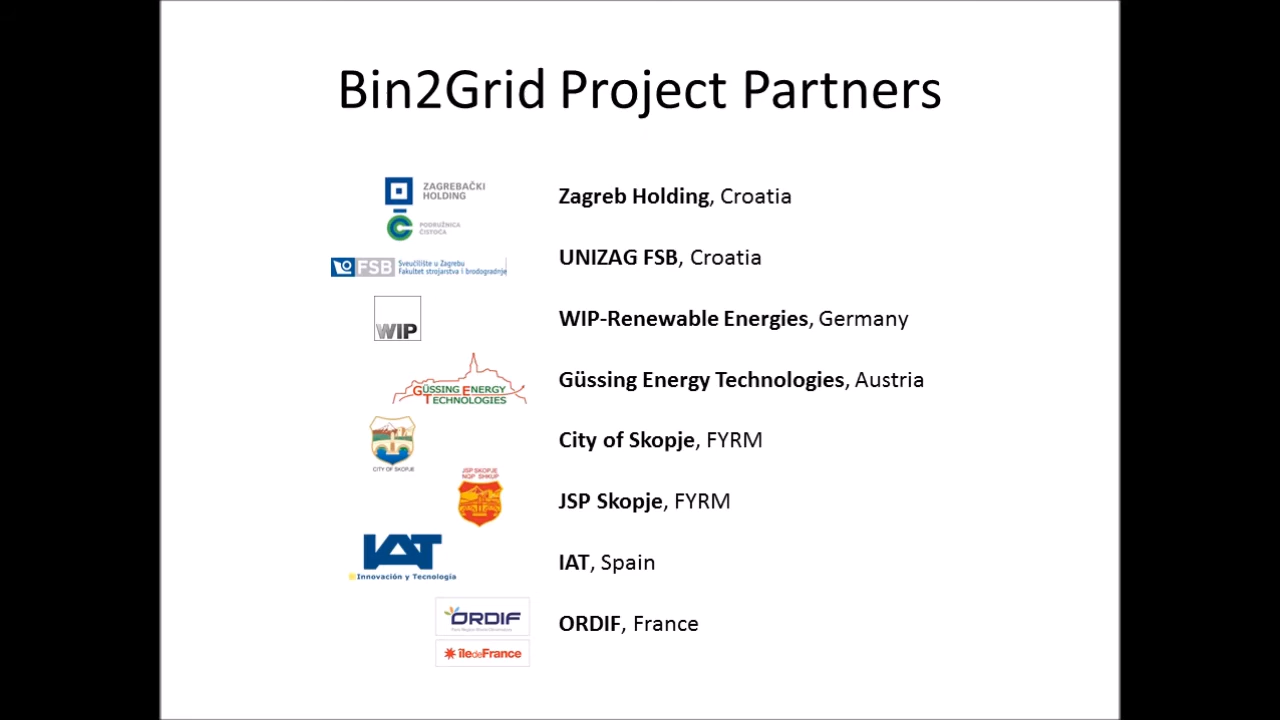 Bin2Grid Project Partners
ZAGREBAČKI
HOLDING
PODRUŽNICA
ČISTOĆA
Zagreb Holding, Croatia
FSB
Sveučilište u Zagrebu
Fakultet strojarstva i brodogradnje
UNIZAG FSB, Croatia
WIP
WIP-Renewable Energies, Germany
GÜSSING ENERGY
TECHNOLOGIES
Güssing Energy Technologies, Austria
CITY OF SKOPJE
City of Skopje, FYRM
JSP SKOPJE
NQP SHKUP
JSP Skopje, FYRM
IAT
Innovación y Tecnología
IAT, Spain
ORDIF
ORDIF, France
îledeFrance